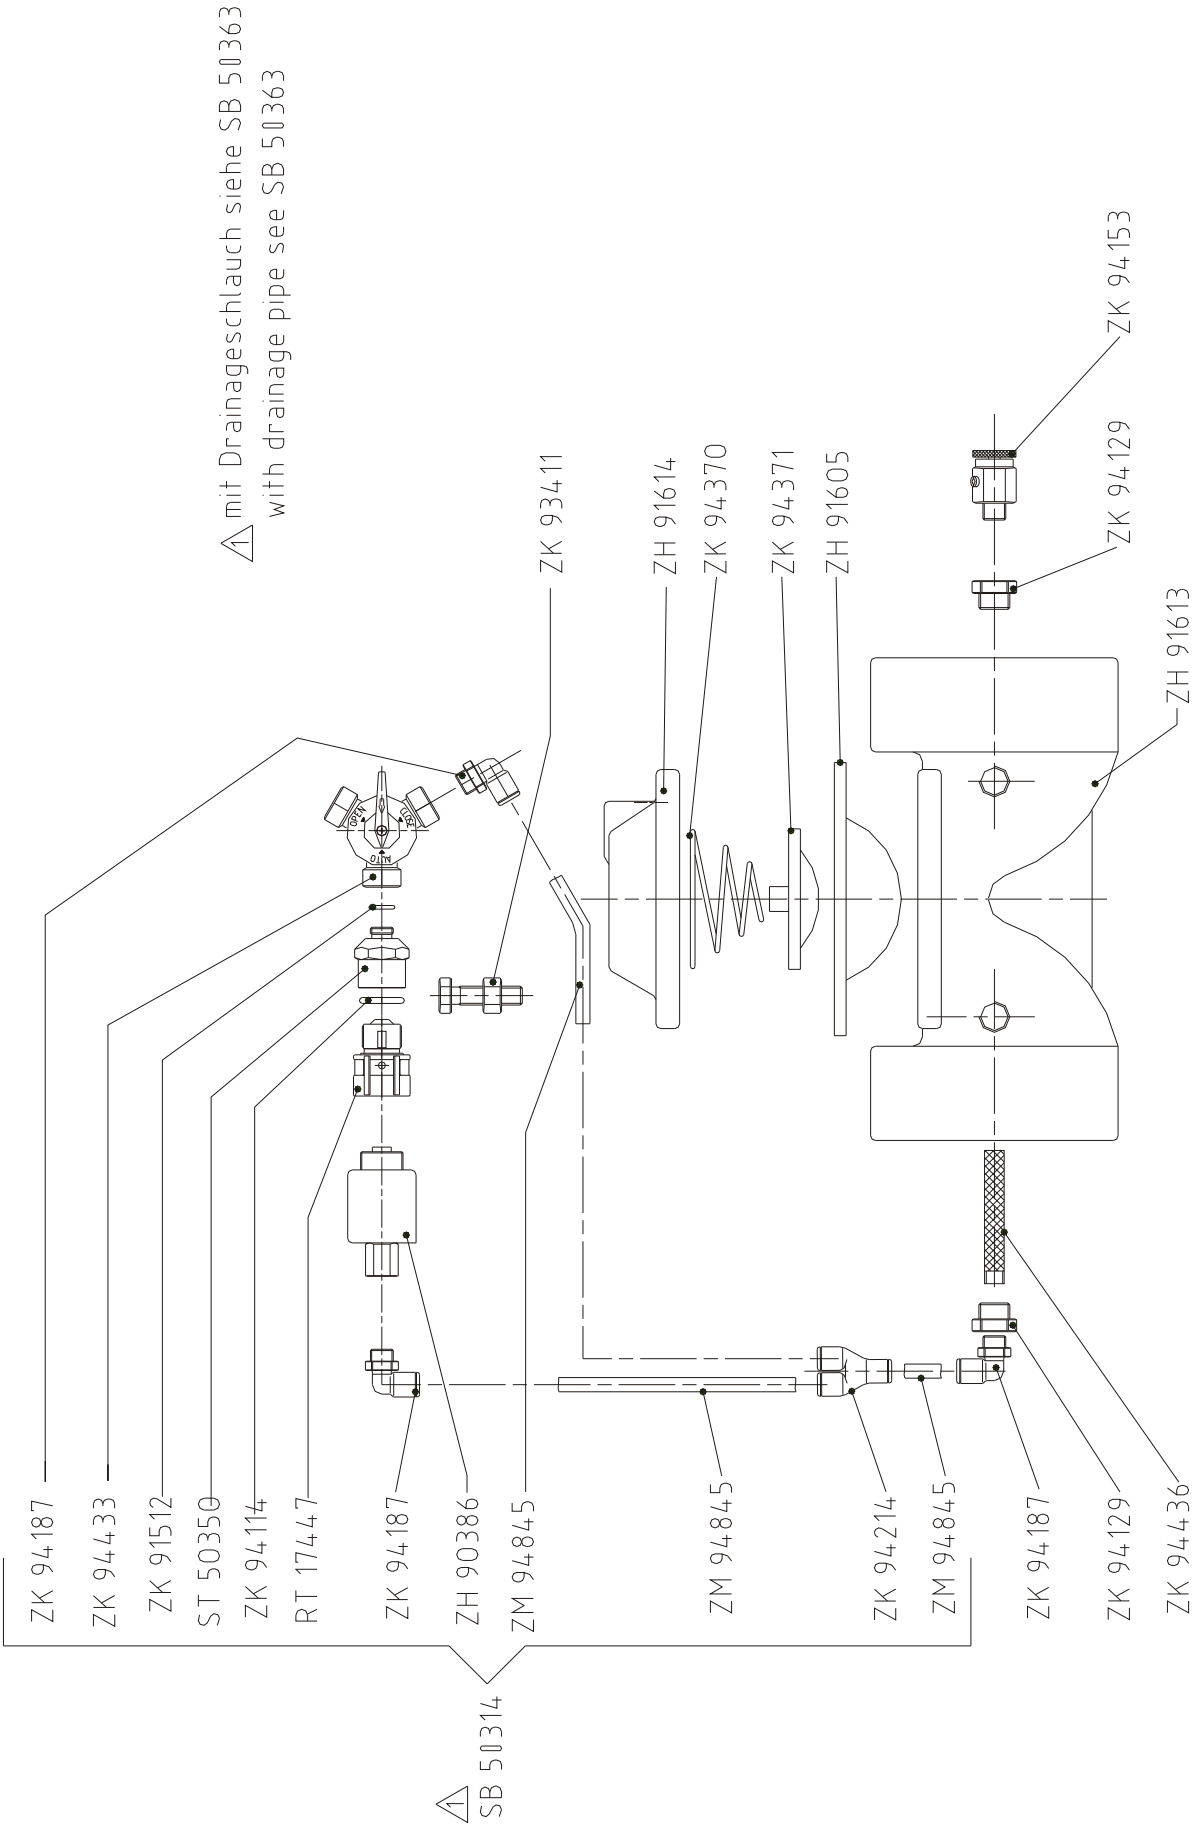 1 mit Drainageschlauch siehe SB 50363
with drainage pipe see SB 50363
ZK 94187
ZK 94433
ZK 91512
ST 50350
ZK 94114
RT 17447
ZK 94187
ZH 90386
ZM 94845
ZM 94845
ZK 94214
ZM 94845
ZK 94187
ZK 94129
ZK 94436
1
SB 50314
OPEN
AUTO
CLOSE
ZK 93411
ZH 91614
ZK 94370
ZK 94371
ZH 91605
ZK 94153
ZK 94129
ZH 91613